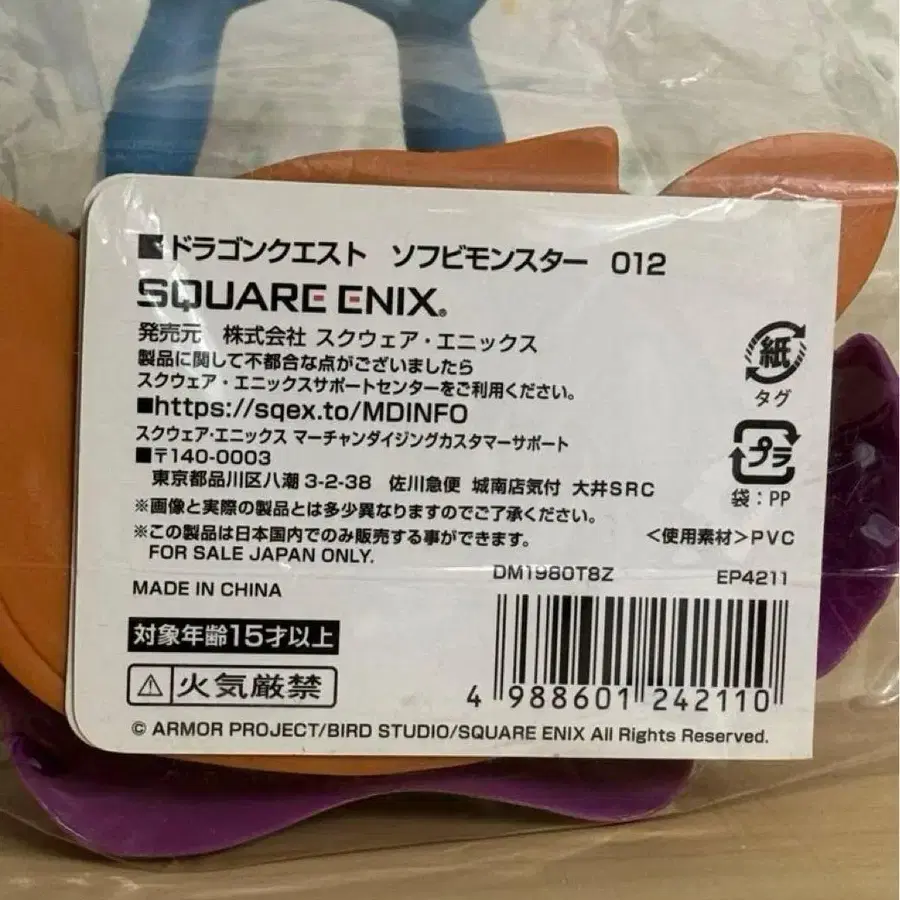 ■ドラゴンクエスト ソフビモンスター 012
SQUARE ENIX®
発売元 株式会社 スクウェア・エニックス
製品に関して不都合な点がございましたら
スクウェア・エニックスサポートセンターをご利用ください。
■https://sqex.to/MDINFO
スクウェア・エニックス マーチャンダイジングカスタマーサポート
■〒140-0003
東京都品川区八潮 3-2-38 佐川急便 城南店気付 大井SRC
※画像と実際の製品とは多少異なりますのでご了承ください。
※この製品は日本国内でのみ販売する事ができます。
FOR SALE JAPAN ONLY.
紙
タグ
プラ
袋:PP
<使用素材>PVC
MADE IN CHINA
DM1980T8Z EP4211
対象年齢15才以上
⚠火気厳禁
4 988601 242110
© ARMOR PROJECT/BIRD STUDIO/SQUARE ENIX All Rights Reserved.